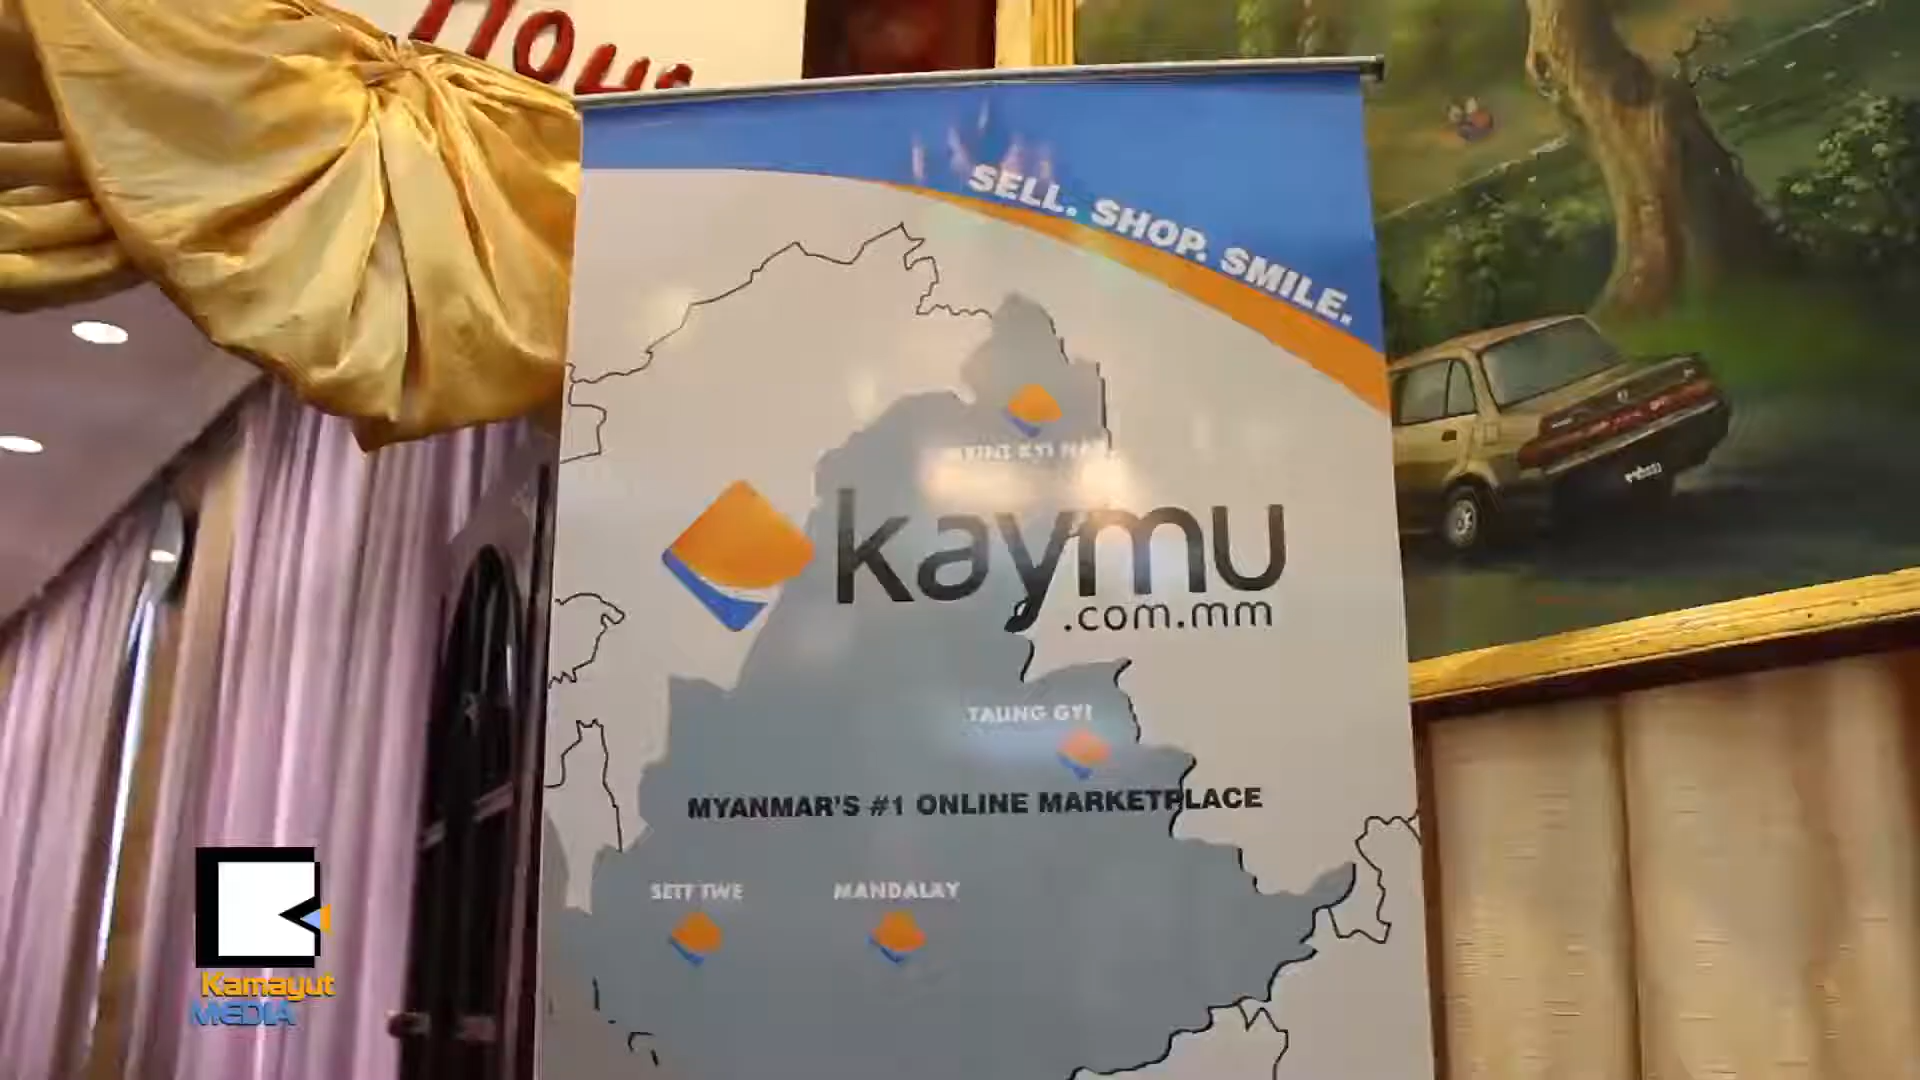 SELL. SHOP. SMILE.
kaymu
.com.mm
TAUNG GYI
MYANMAR'S #1 ONLINE MARKETPLACE
SETT TWE
MANDALAY
Kamayut
MEDIA